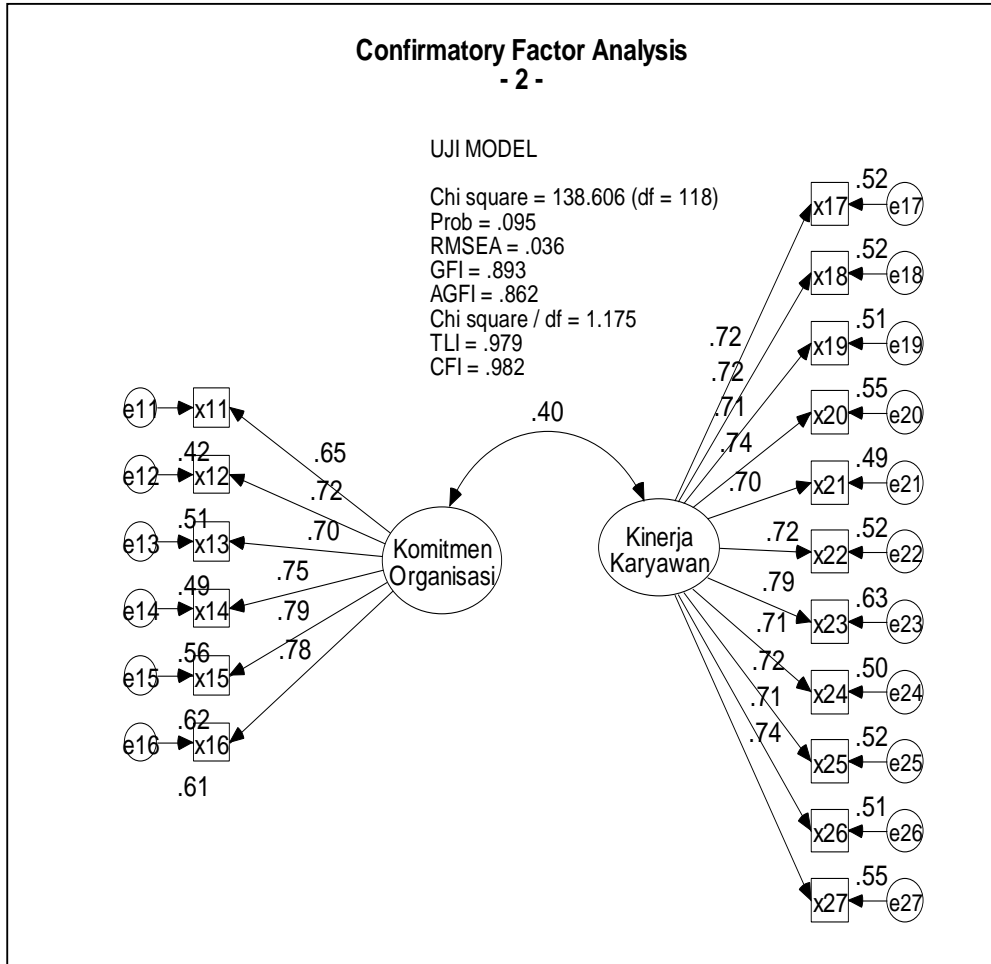 Confirmatory Factor Analysis
- 2 -
UJI MODEL
Chi square = 138.606 (df = 118)
Prob = .095
RMSEA = .036
GFI = .893
AGFI = .862
Chi square / df = 1.175
TLI = .979
CFI = .982
.40
Komitmen
Organisasi
Kinerja
Karyawan
e11 x11 .65
.42
e12 x12 .72
.51
e13 x13 .70
.49
e14 x14 .75
.56
e15 x15 .79
.62
e16 x16 .78
.61
.72 x17 .52 e17
.72 x18 .52 e18
.71 x19 .51 e19
.74 x20 .55 e20
.70 x21 .49 e21
.72 x22 .52 e22
.79 x23 .63 e23
.71 x24 .50 e24
.72 x25 .52 e25
.71 x26 .51 e26
.74 x27 .55 e27